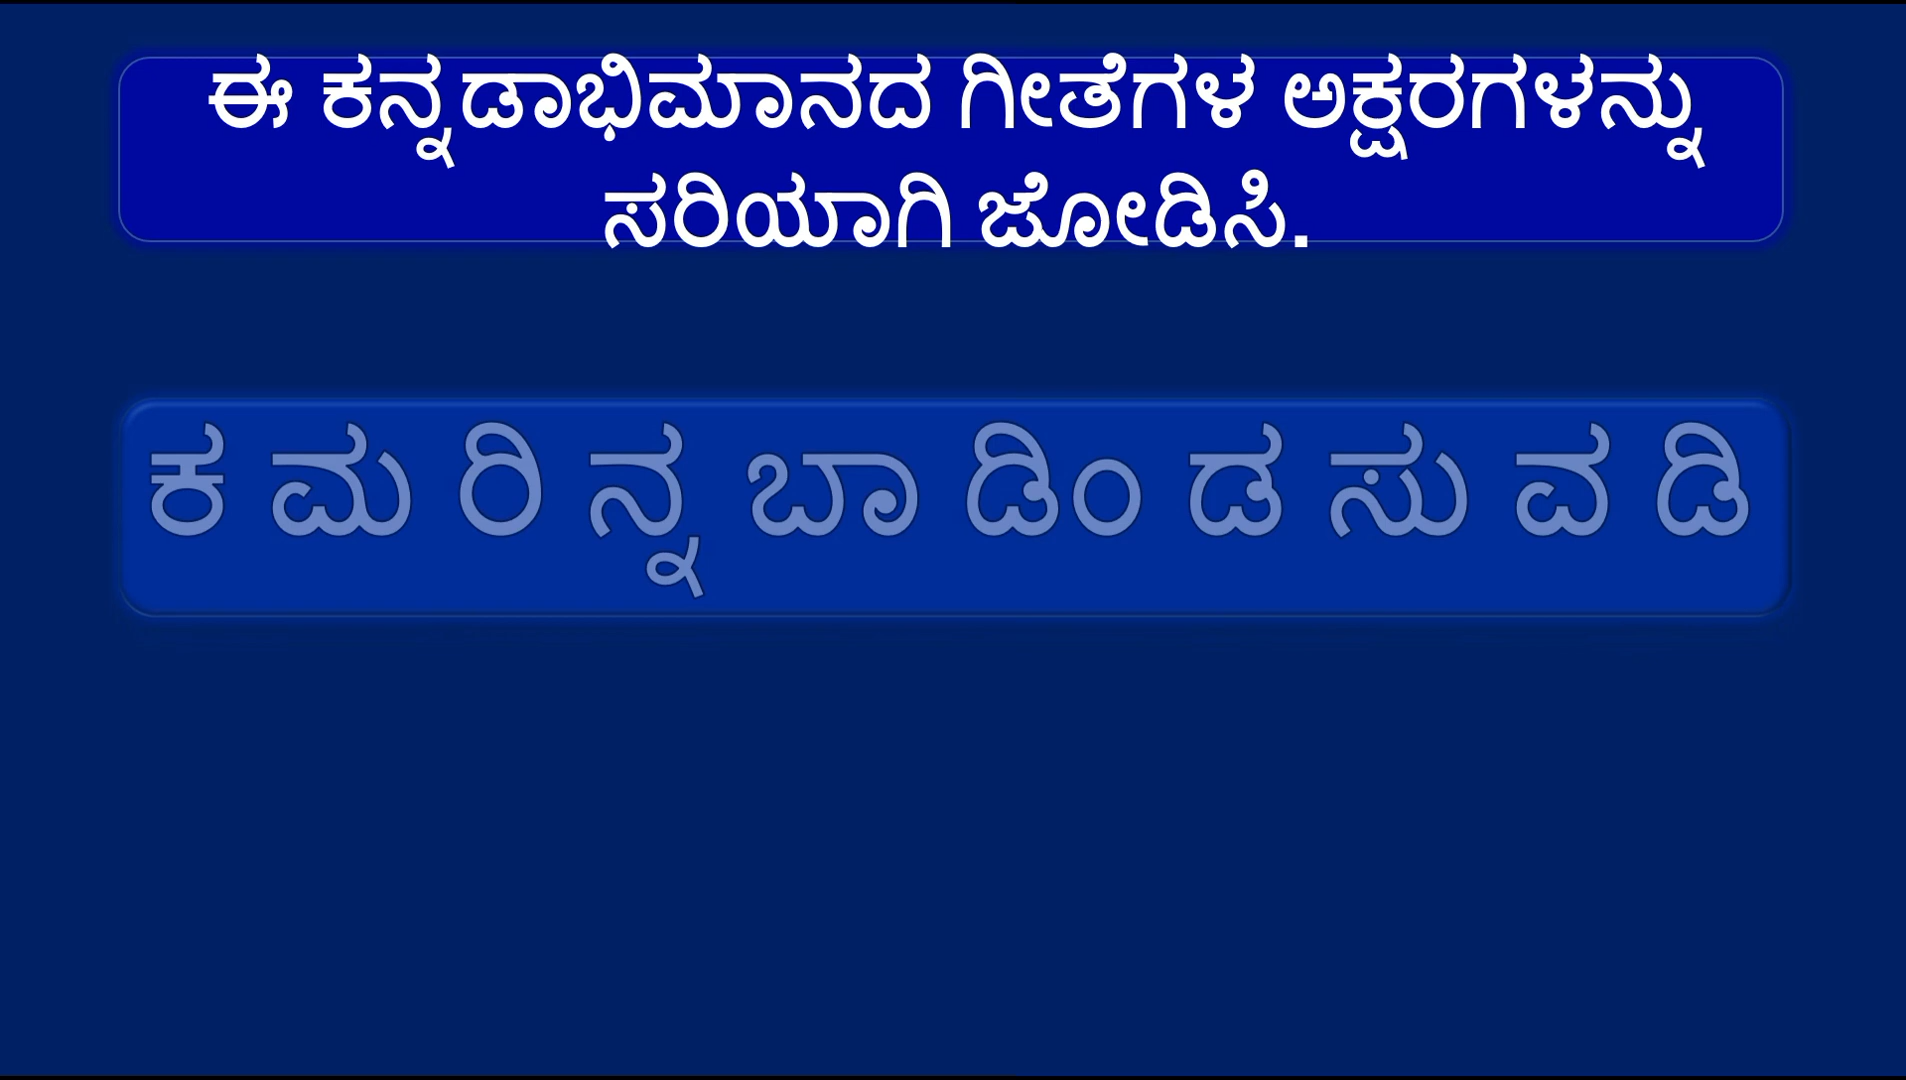 ಈ ಕನ್ನಡಾಭಿಮಾನದ ಗೀತೆಗಳ ಅಕ್ಷರಗಳನ್ನು
ಸರಿಯಾಗಿ ಜೋಡಿಸಿ.
ಕ ಮ ರಿ ನ್ನ ಬಾ ಡಿಂ ಡ ಸು ವ ಡಿ